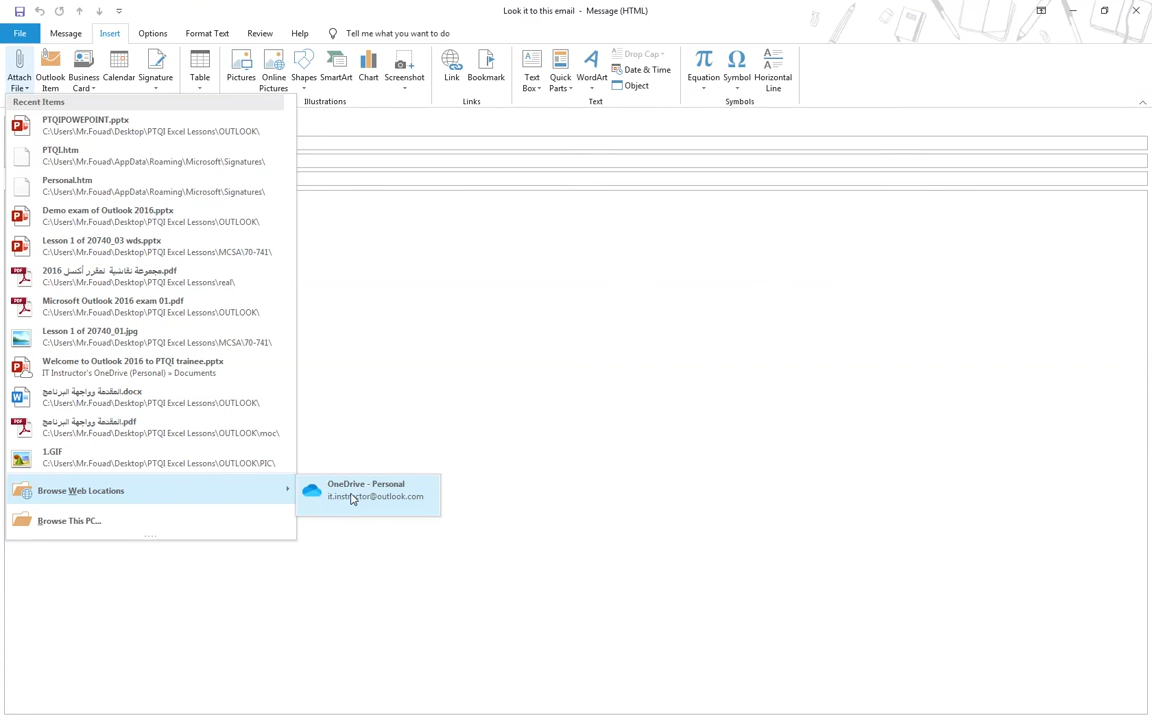 Look it to this email - Message (HTML)
File Message Insert Options Format Text Review Help Tell me what you want to do
Attach File Outlook Item Business Card Calendar Signature Table Pictures Online Pictures Shapes SmartArt Chart Screenshot Link Bookmark Text Box Quick Parts WordArt Drop Cap Date & Time Object Equation Symbol Horizontal Line
Illustrations Links Text Symbols
Recent Items
PTQIPOWEPOINT.pptx
C:\Users\Mr.Fouad\Desktop\PTQI Excel Lessons\OUTLOOK\
PTQI.htm
C:\Users\Mr.Fouad\AppData\Roaming\Microsoft\Signatures\
Personal.htm
C:\Users\Mr.Fouad\AppData\Roaming\Microsoft\Signatures\
Demo exam of Outlook 2016.pptx
C:\Users\Mr.Fouad\Desktop\PTQI Excel Lessons\OUTLOOK\
Lesson 1 of 20740_03 wds.pptx
C:\Users\Mr.Fouad\Desktop\PTQI Excel Lessons\MCSA\70-741\
مجموعة نقاشية لمقرر أكسل 2016.pdf
C:\Users\Mr.Fouad\Desktop\PTQI Excel Lessons\real\
Microsoft Outlook 2016 exam 01.pdf
C:\Users\Mr.Fouad\Desktop\PTQI Excel Lessons\OUTLOOK\
Lesson 1 of 20740_01.jpg
C:\Users\Mr.Fouad\Desktop\PTQI Excel Lessons\MCSA\70-741\
Welcome to Outlook 2016 to PTQI trainee.pptx
IT Instructor's OneDrive (Personal) » Documents
المقدمة وواجهة البرنامج.docx
C:\Users\Mr.Fouad\Desktop\PTQI Excel Lessons\OUTLOOK\
المقدمة وواجهة البرنامج.pdf
C:\Users\Mr.Fouad\Desktop\PTQI Excel Lessons\OUTLOOK\moc\
1.GIF
C:\Users\Mr.Fouad\Desktop\PTQI Excel Lessons\OUTLOOK\PIC\
Browse Web Locations
OneDrive - Personal
it.instructor@outlook.com
Browse This PC...